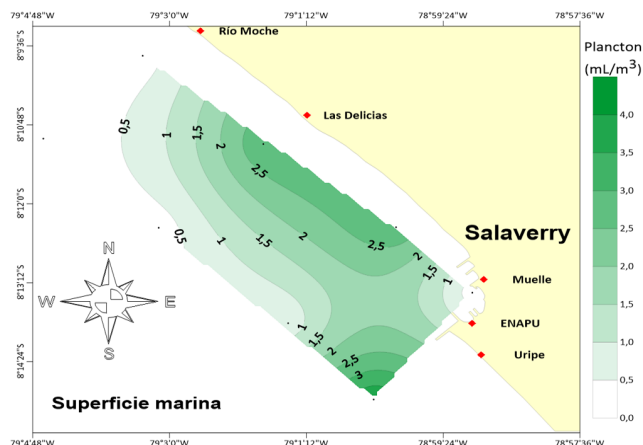 79°4'48"W 79°3'0"W 79°1'12"W 78°59'24"W 78°57'36"W
8°9'36"S
8°10'48"S
8°12'0"S
8°13'12"S
8°14'24"S
Río Moche
Las Delicias
Salaverry
Muelle
ENAPU
Uripe
0,5
1
1,5
2
2,5
0,5
1
1,5
2
2,5
2
1,5
1
1
1,5
2
2,5
3
N
W E
S
Superficie marina
79°4'48"W 79°3'0"W 79°1'12"W 78°59'24"W 78°57'36"W
Plancton
(mL/m³)
4,0
3,5
3,0
2,5
2,0
1,5
1,0
0,5
0,0